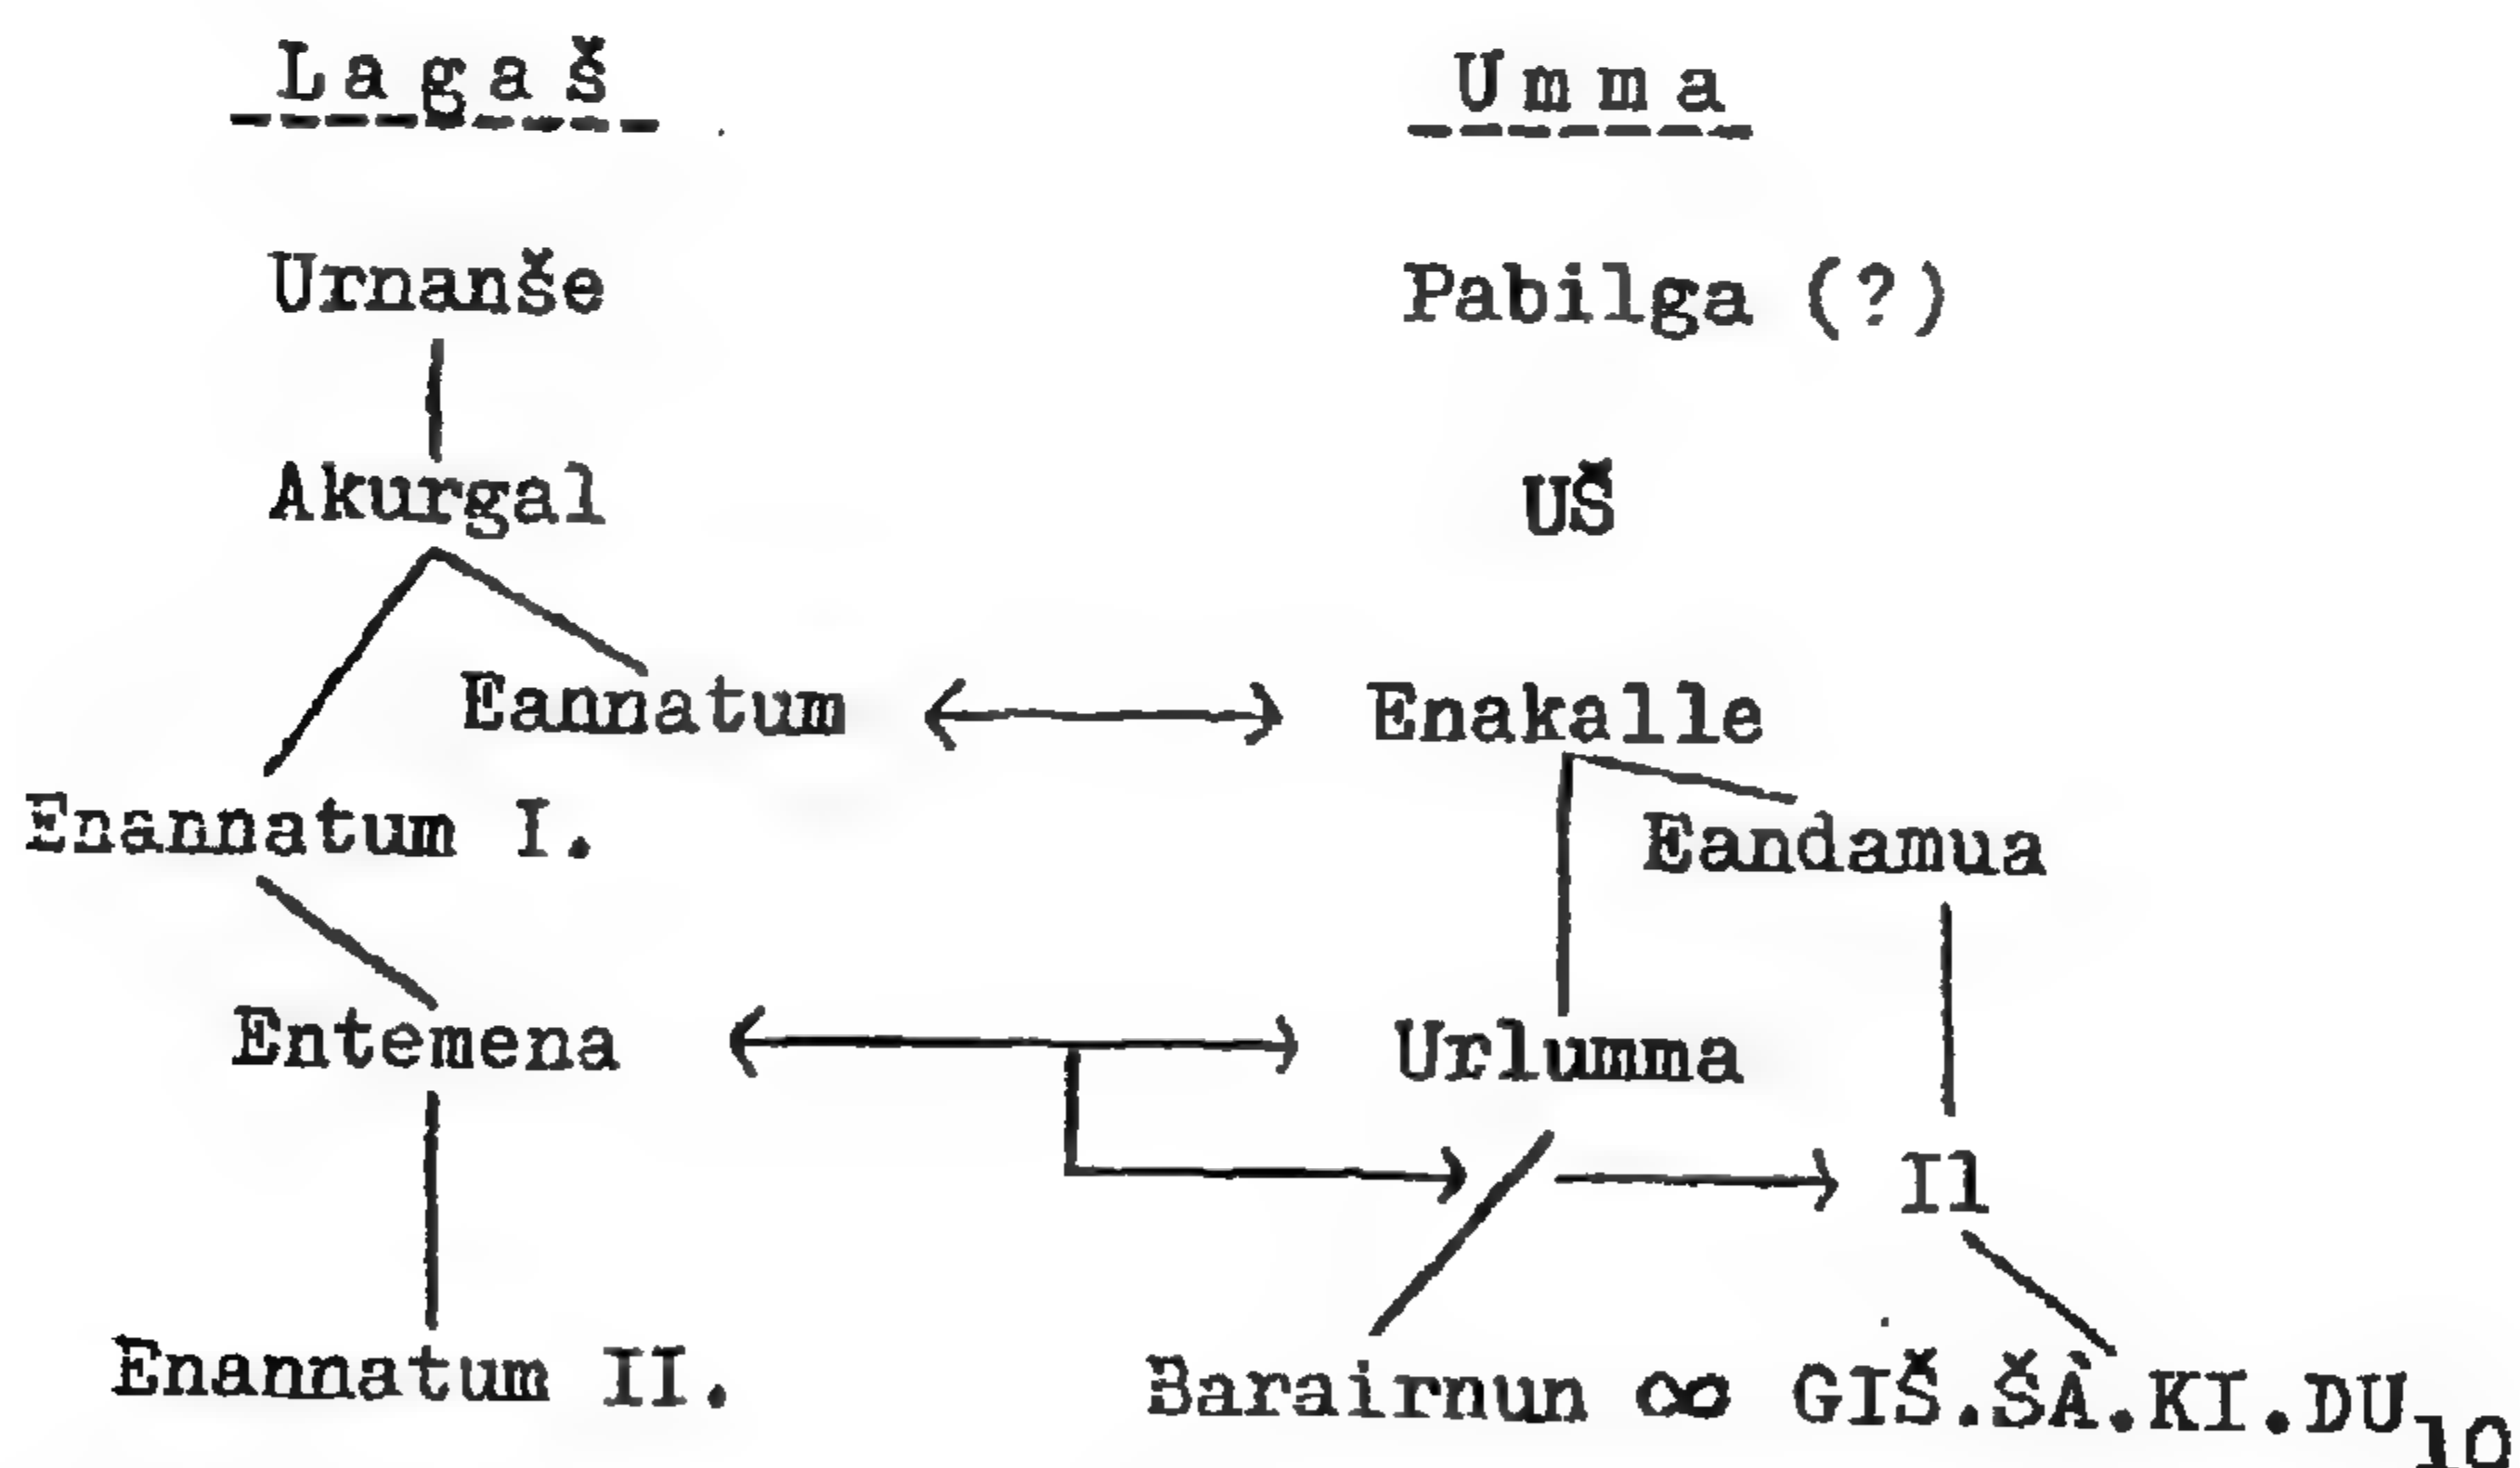 Lagaš Umma
Urnanše Pabilga (?)
Akurgal UŠ
Eannatum Enakalle
Enannatum I. Eandamua
Entemena Urlumma
Il
Enannatum II. Barairnun ∞ GIŠ.ŠÀ.KI.DU10